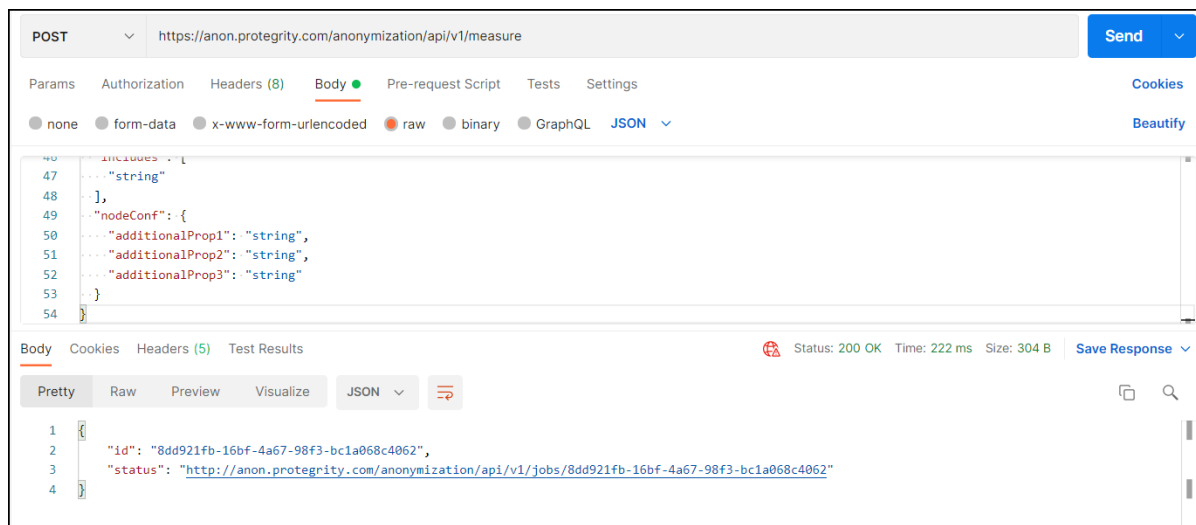 POST https://anon.protegrity.com/anonymization/api/v1/measure Send
Params Authorization Headers (8) Body Pre-request Script Tests Settings Cookies
none form-data x-www-form-urlencoded raw binary GraphQL JSON Beautify
46 "includes": [
47 "string"
48 ],
49 "nodeConf": {
50 "additionalProp1": "string",
51 "additionalProp2": "string",
52 "additionalProp3": "string"
53 }
54 }
Body Cookies Headers (5) Test Results Status: 200 OK Time: 222 ms Size: 304 B Save Response
Pretty Raw Preview Visualize JSON
1 {
2 "id": "8dd921fb-16bf-4a67-98f3-bc1a068c4062",
3 "status": "http://anon.protegrity.com/anonymization/api/v1/jobs/8dd921fb-16bf-4a67-98f3-bc1a068c4062"
4 }